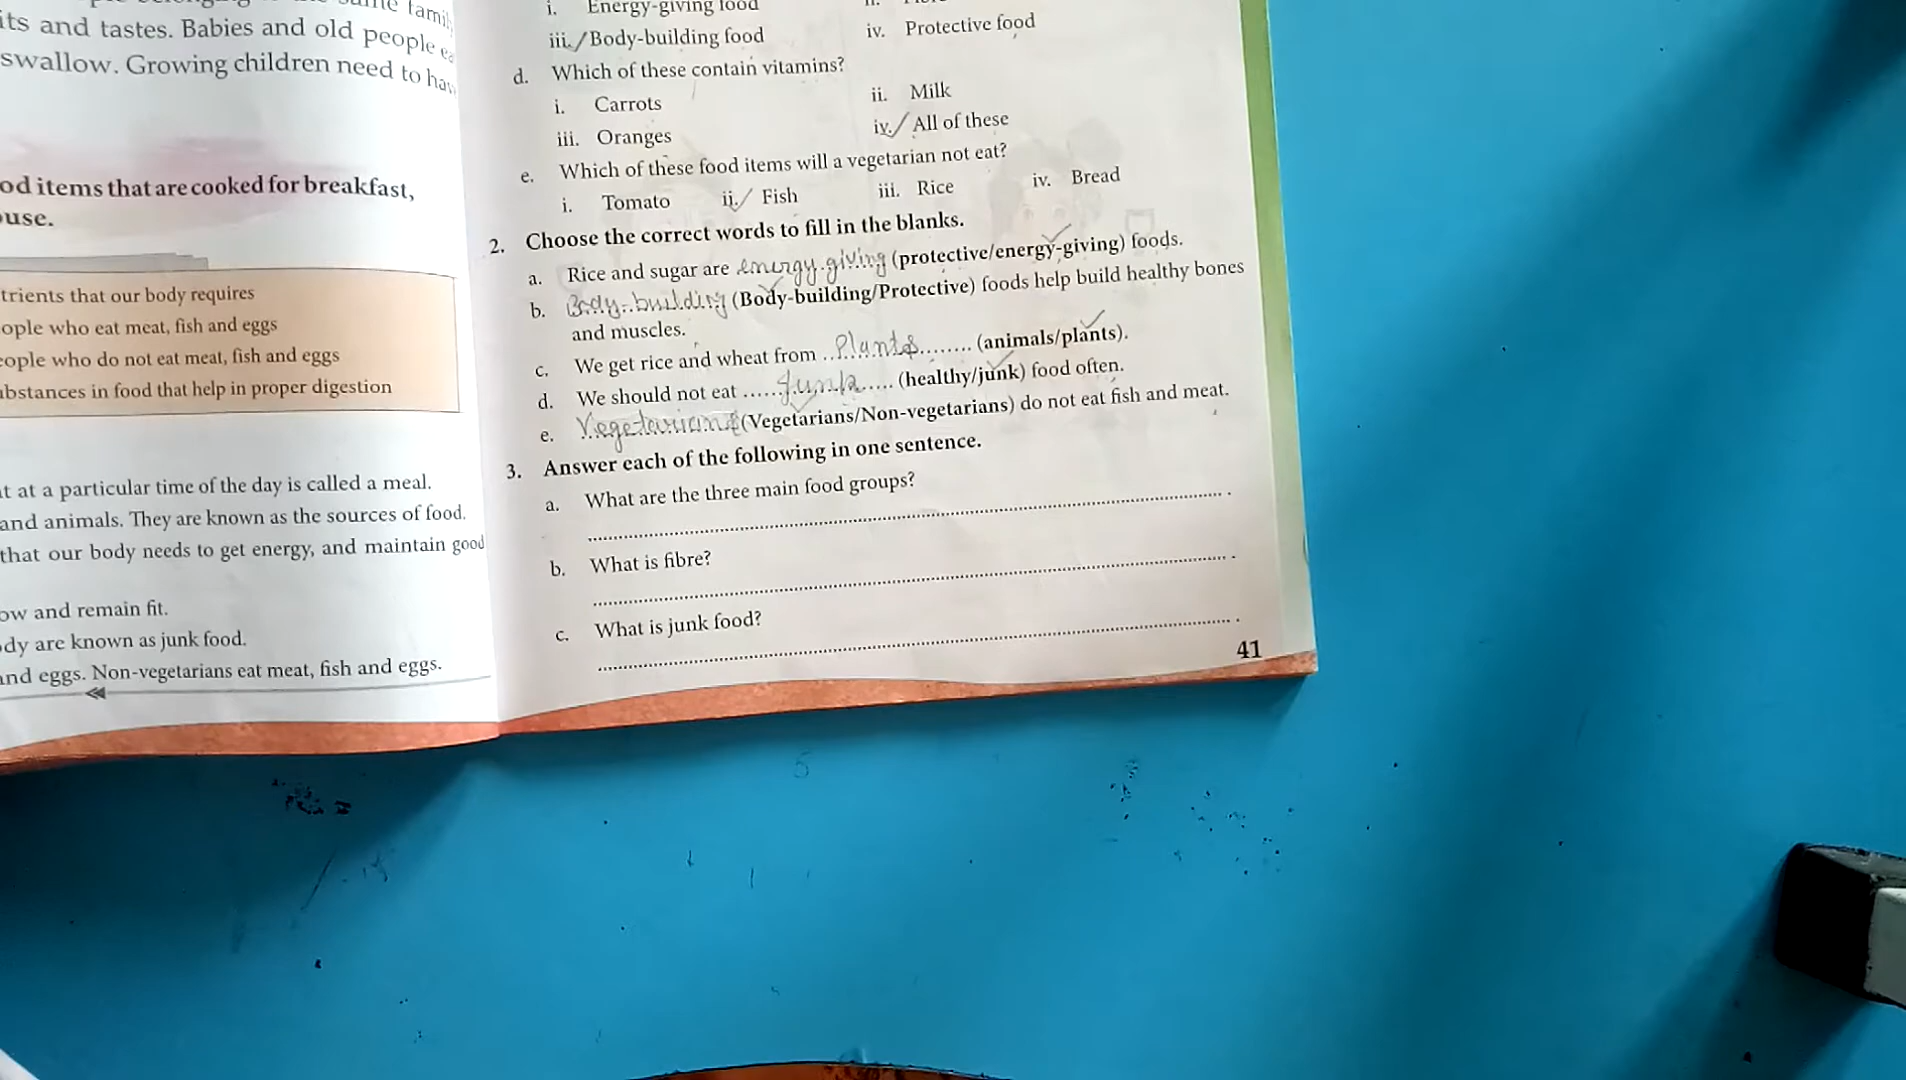 its and tastes. Babies and old people
swallow. Growing children need to
od items that are cooked for breakfast,
use.
trients that our body requires
ople who eat meat, fish and eggs
eople who do not eat meat, fish and eggs
bstances in food that help in proper digestion
t at a particular time of the day is called a meal.
and animals. They are known as the sources of food.
that our body needs to get energy, and maintain good
ow and remain fit.
dy are known as junk food.
and eggs. Non-vegetarians eat meat, fish and eggs.
i. Energy-giving food
iii. Body-building food iv. Protective food
d. Which of these contain vitamins?
i. Carrots ii. Milk
iii. Oranges iv. All of these
e. Which of these food items will a vegetarian not eat?
i. Tomato ii. Fish iii. Rice iv. Bread
2. Choose the correct words to fill in the blanks.
a. Rice and sugar are energy-giving (protective/energy-giving) foods.
b. Body-building (Body-building/Protective) foods help build healthy bones
and muscles.
c. We get rice and wheat from Plants (animals/plants).
d. We should not eat junk (healthy/junk) food often.
e. Vegetarians (Vegetarians/Non-vegetarians) do not eat fish and meat.
3. Answer each of the following in one sentence.
a. What are the three main food groups?
b. What is fibre?
c. What is junk food?
41